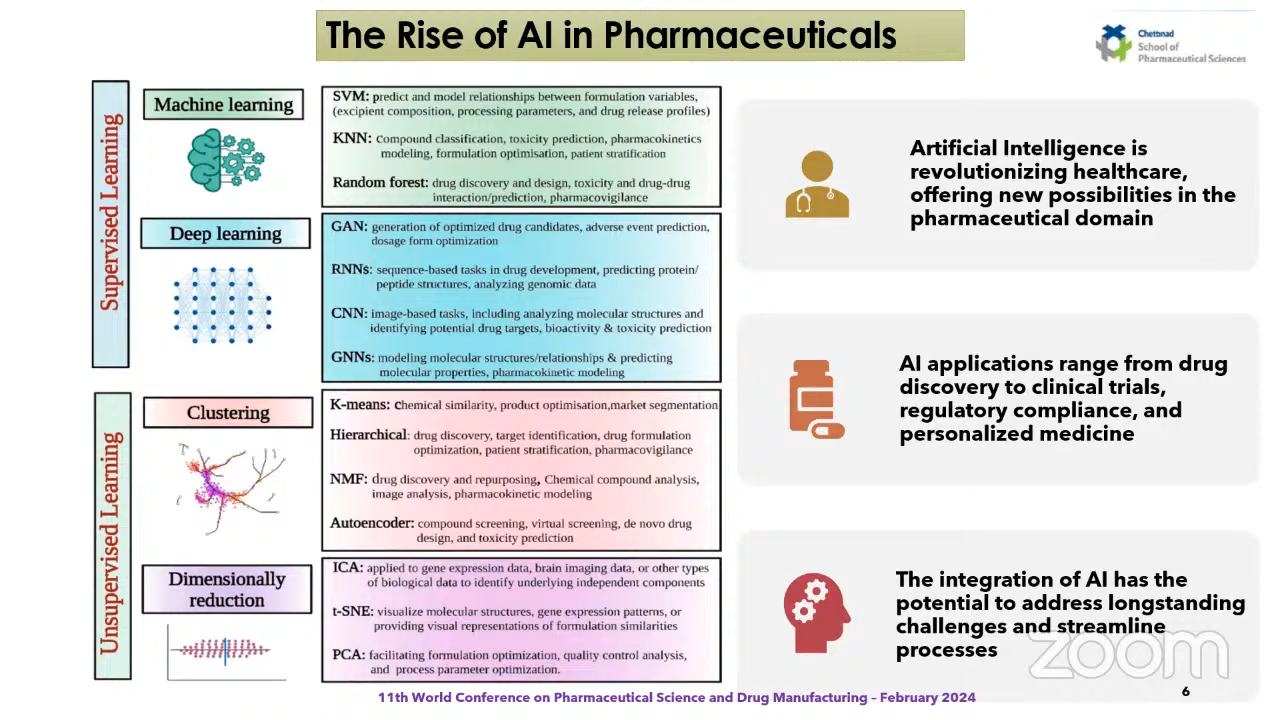 The Rise of AI in Pharmaceuticals
Chettinad
School of
Pharmaceutical Sciences
Supervised Learning
Machine learning
SVM: predict and model relationships between formulation variables,
(excipient composition, processing parameters, and drug release profiles)
KNN: Compound classification, toxicity prediction, pharmacokinetics
modeling, formulation optimisation, patient stratification
Random forest: drug discovery and design, toxicity and drug-drug
interaction/prediction, pharmacovigilance
Deep learning
GAN: generation of optimized drug candidates, adverse event prediction,
dosage form optimization
RNNs: sequence-based tasks in drug development, predicting protein/
peptide structures, analyzing genomic data
CNN: image-based tasks, including analyzing molecular structures and
identifying potential drug targets, bioactivity & toxicity prediction
GNNs: modeling molecular structures/relationships & predicting
molecular properties, pharmacokinetic modeling
Unsupervised Learning
Clustering
K-means: chemical similarity, product optimisation,market segmentation
Hierarchical: drug discovery, target identification, drug formulation
optimization, patient stratification, pharmacovigilance
NMF: drug discovery and repurposing, Chemical compound analysis,
image analysis, pharmacokinetic modeling
Autoencoder: compound screening, virtual screening, de novo drug
design, and toxicity prediction
Dimensionally
reduction
ICA: applied to gene expression data, brain imaging data, or other types
of biological data to identify underlying independent components
t-SNE: visualize molecular structures, gene expression patterns, or
providing visual representations of formulation similarities
PCA: facilitating formulation optimization, quality control analysis,
and process parameter optimization.
Artificial Intelligence is
revolutionizing healthcare,
offering new possibilities in the
pharmaceutical domain
AI applications range from drug
discovery to clinical trials,
regulatory compliance, and
personalized medicine
The integration of AI has the
potential to address longstanding
challenges and streamline
processes
zoom
11th World Conference on Pharmaceutical Science and Drug Manufacturing – February 2024
6